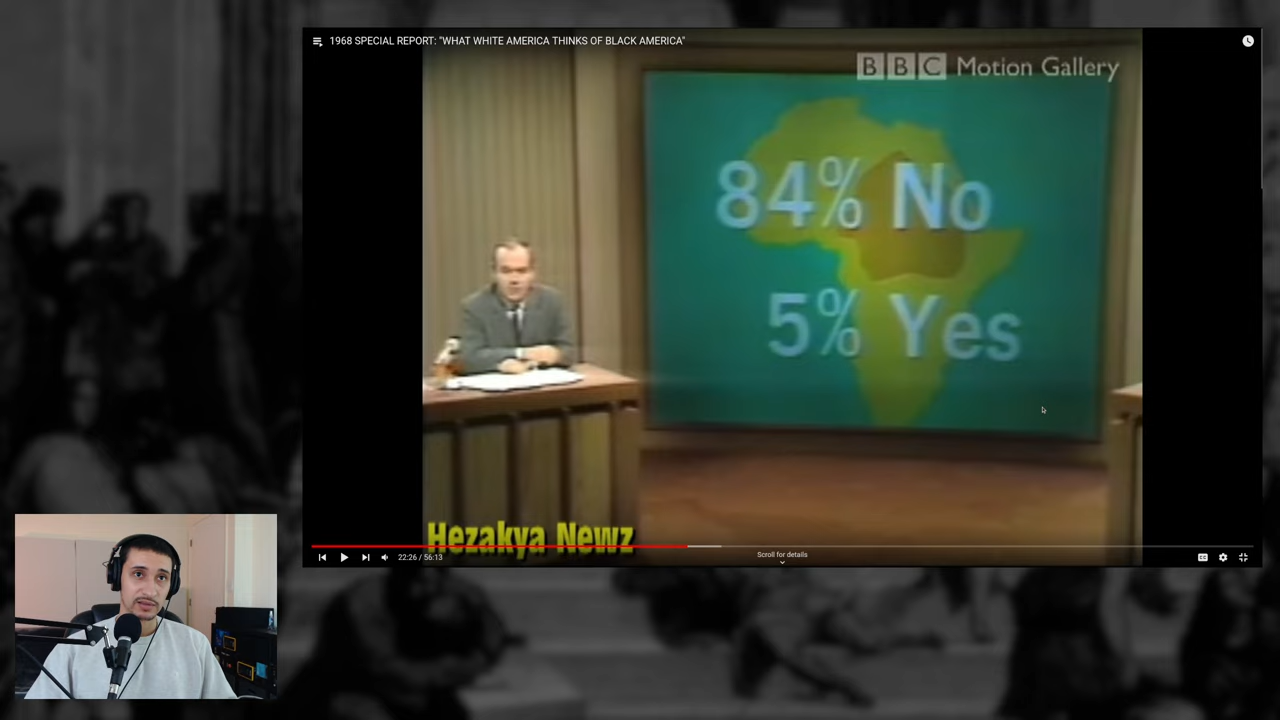 1968 SPECIAL REPORT: "WHAT WHITE AMERICA THINKS OF BLACK AMERICA"
BBC Motion Gallery
84% No
5% Yes
Hezakya Newz
22:26 / 56:13
Scroll for details
CC